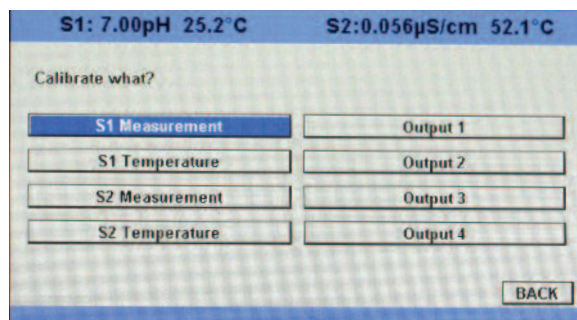 S1: 7.00pH 25.2°C S2:0.056µS/cm 52.1°C
Calibrate what?
S1 Measurement Output 1
S1 Temperature Output 2
S2 Measurement Output 3
S2 Temperature Output 4
BACK